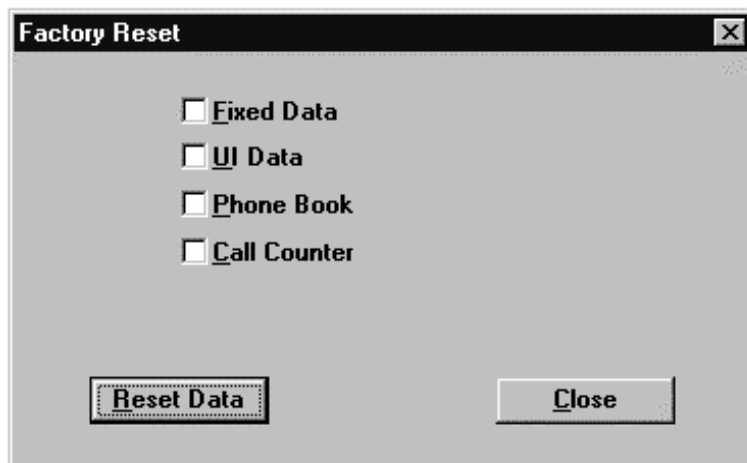 Factory Reset
Fixed Data
UI Data
Phone Book
Call Counter
Reset Data
Close